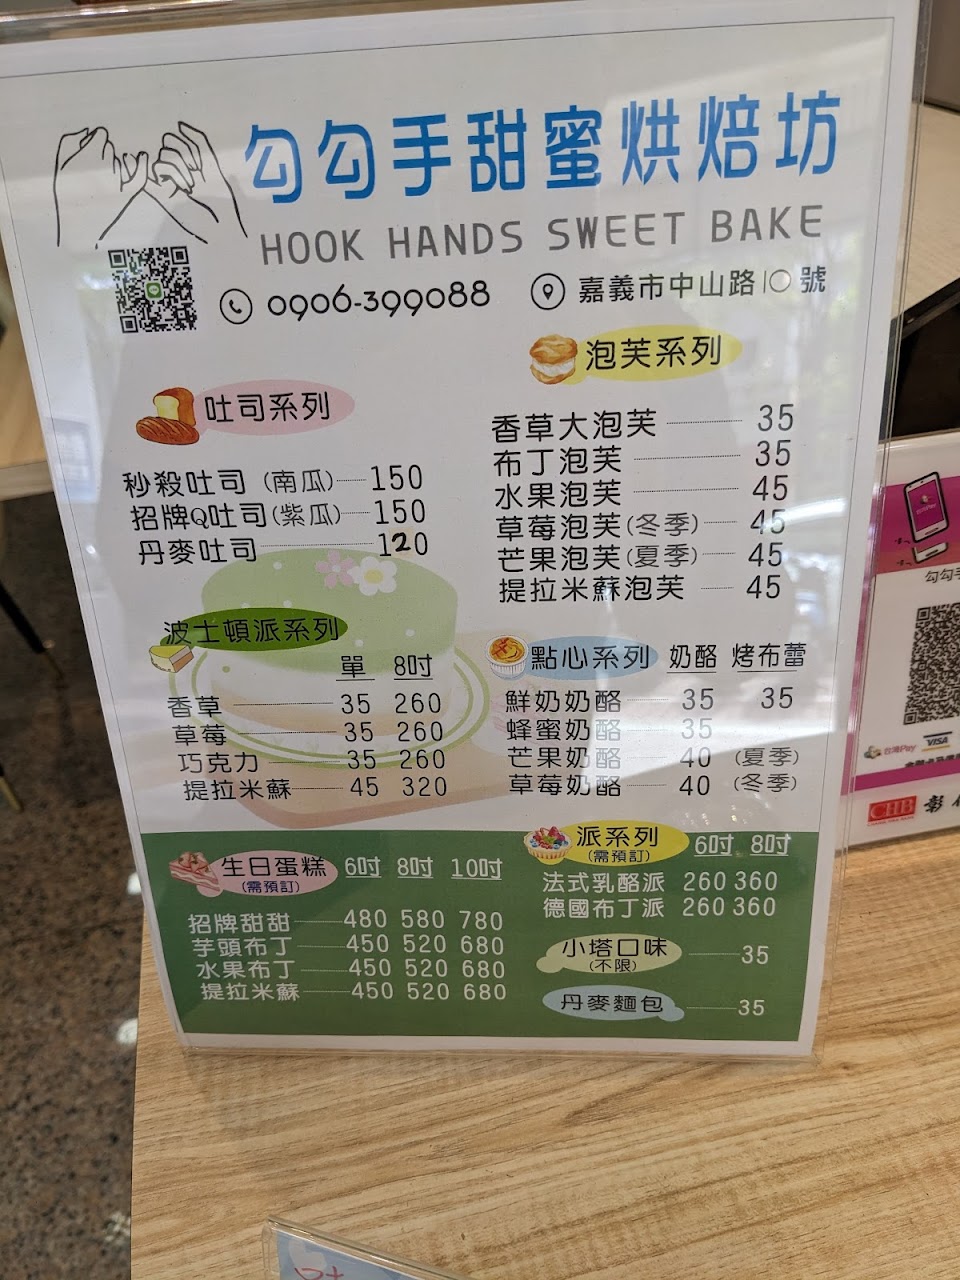 勾勾手甜蜜烘焙坊
HOOK HANDS SWEET BAKE
0906-399088
嘉義市中山路10號
吐司系列
秒殺吐司 (南瓜) 150
招牌Q吐司(紫瓜) 150
丹麥吐司 120
泡芙系列
香草大泡芙 35
布丁泡芙 35
水果泡芙 45
草莓泡芙(冬季) 45
芒果泡芙(夏季) 45
提拉米蘇泡芙 45
波士頓派系列
單 8吋
香草 35 260
草莓 35 260
巧克力 35 260
提拉米蘇 45 320
點心系列 奶酪 烤布蕾
鮮奶奶酪 35 35
蜂蜜奶酪 35
芒果奶酪 40 (夏季)
草莓奶酪 40 (冬季)
生日蛋糕 6吋 8吋 10吋
(需預訂)
招牌甜甜 480 580 780
芋頭布丁 450 520 680
水果布丁 450 520 680
提拉米蘇 450 520 680
派系列 6吋 8吋
(需預訂)
法式乳酪派 260 360
德國布丁派 260 360
小塔口味 35
(不限)
丹麥麵包 35
勾勾手
台灣Pay VISA
CHB 彰